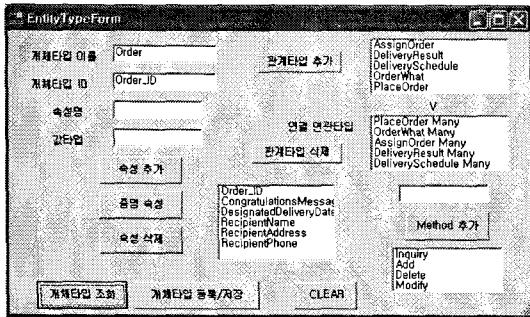 EntityTypeForm
개체타입 이름
Order
개체타입 ID
Order_ID
속성명
값타입
속성 추가
증명 속성
속성 삭제
관계타입 추가
AssignOrder
DeliveryResult
DeliverySchedule
OrderWhat
PlaceOrder
V
연결 연관타입
관계타입 삭제
PlaceOrder Many
OrderWhat Many
AssignOrder Many
DeliveryResult Many
DeliverySchedule Many
Order_ID
CongratulationsMessag
DesignatedDeliveryDate
RecipientName
RecipientAddress
RecipientPhone
Method 추가
Inquiry
Add
Delete
Modify
개체타입 조회
개체타입 등록/저장
CLEAR